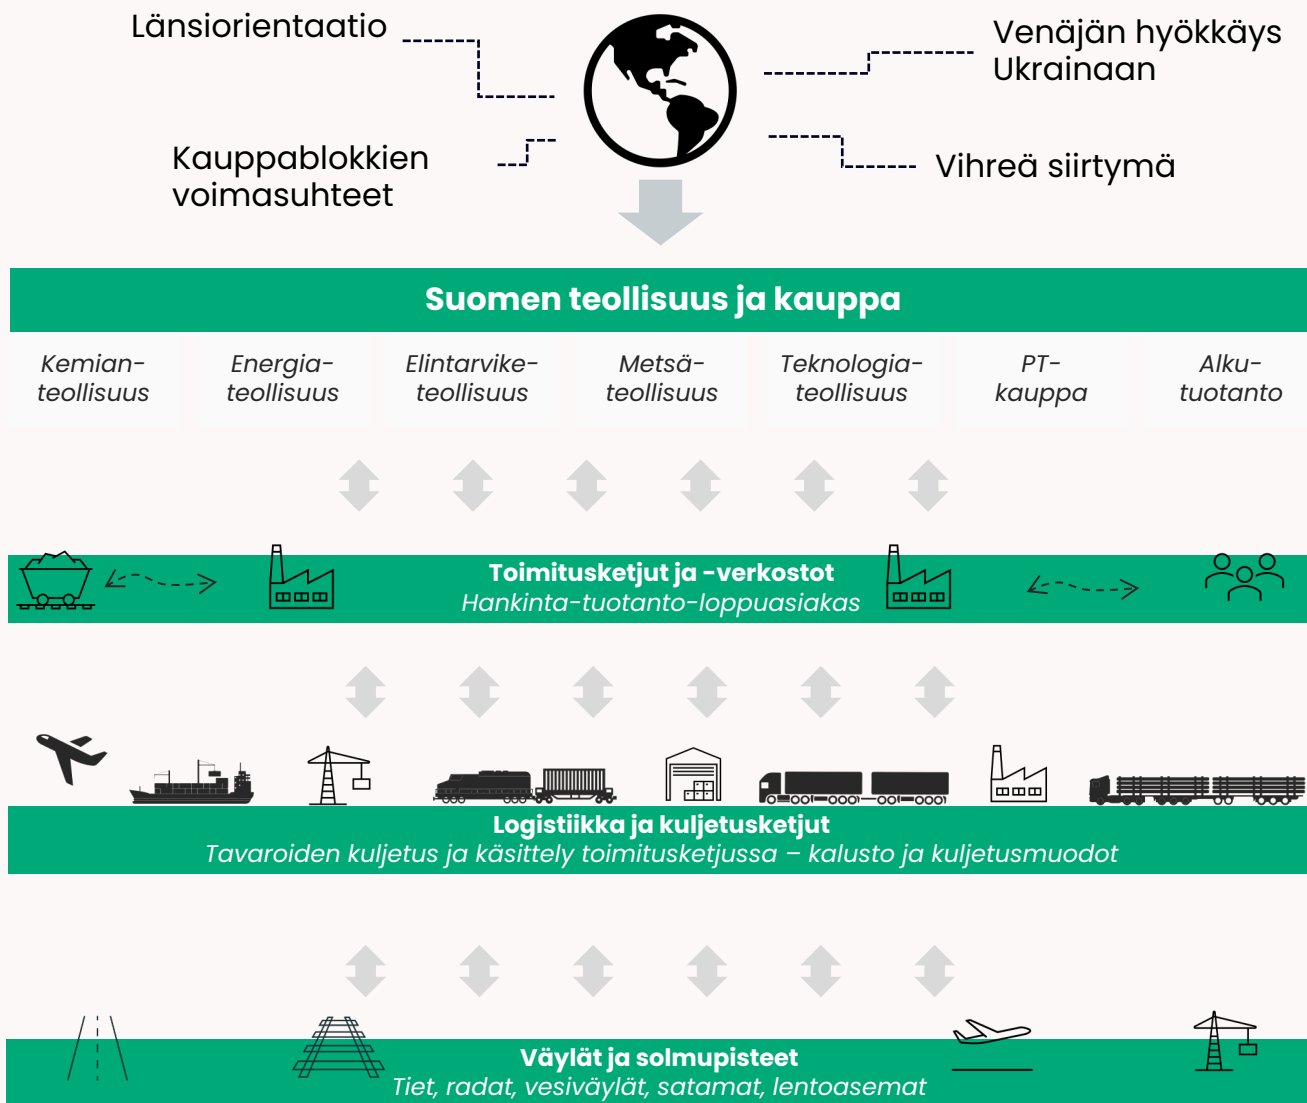 Länsiorientaatio
Venäjän hyökkäys
Ukrainaan
Kauppablokkien
voimasuhteet
Vihreä siirtymä
Suomen teollisuus ja kauppa
Kemian-
teollisuus
Energia-
teollisuus
Elintarvike-
teollisuus
Metsä-
teollisuus
Teknologia-
teollisuus
PT-
kauppa
Alku-
tuotanto
Toimitusketjut ja -verkostot
Hankinta-tuotanto-loppuasiakas
Logistiikka ja kuljetusketjut
Tavaroiden kuljetus ja käsittely toimitusketjussa – kalusto ja kuljetusmuodot
Väylät ja solmupisteet
Tiet, radat, vesiväylät, satamat, lentoasemat